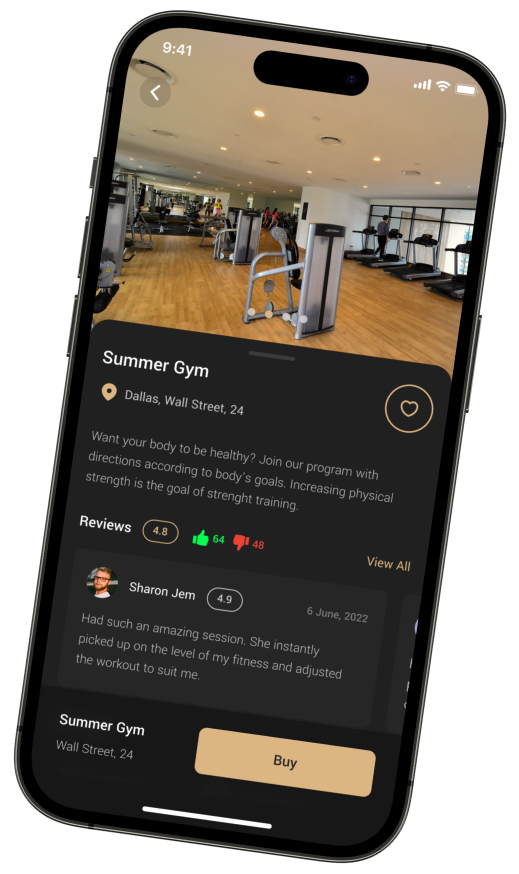 9:41
Summer Gym
Dallas, Wall Street, 24
Want your body to be healthy? Join our program with
directions according to body's goals. Increasing physical
strength is the goal of strenght training.
Reviews 4.8 64 48 View All
Sharon Jem 4.9 6 June, 2022
Had such an amazing session. She instantly
picked up on the level of my fitness and adjusted
the workout to suit me.
Summer Gym
Wall Street, 24
Buy